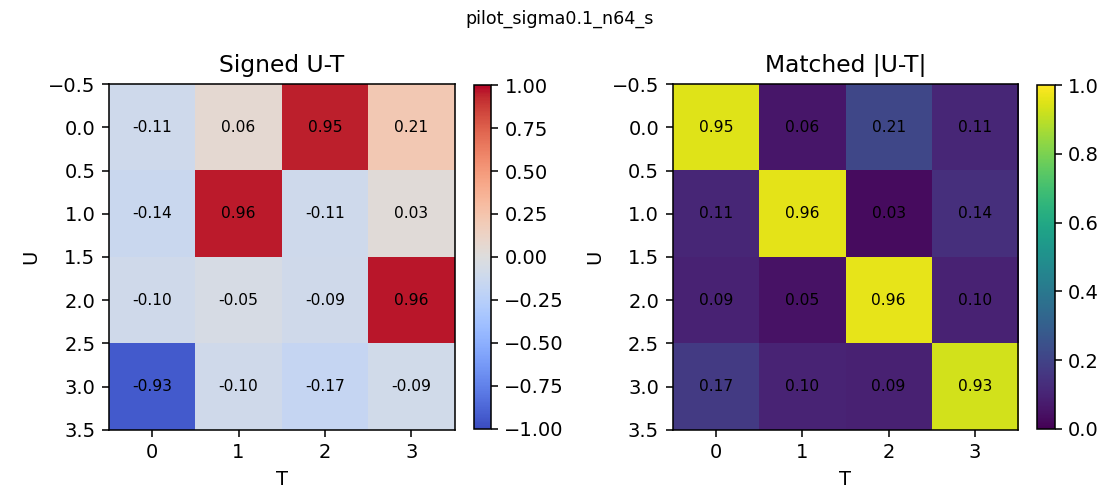 pilot_sigma0.1_n64_s
Signed U-T
−0.5
0.0
0.5
1.0
1.5
2.0
2.5
3.0
3.5
U
-0.11 0.06 0.95 0.21
-0.14 0.96 -0.11 0.03
-0.10 -0.05 -0.09 0.96
-0.93 -0.10 -0.17 -0.09
0 1 2 3
T
1.00
0.75
0.50
0.25
0.00
−0.25
−0.50
−0.75
−1.00
Matched |U-T|
−0.5
0.0
0.5
1.0
1.5
2.0
2.5
3.0
3.5
U
0.95 0.06 0.21 0.11
0.11 0.96 0.03 0.14
0.09 0.05 0.96 0.10
0.17 0.10 0.09 0.93
0 1 2 3
T
1.0
0.8
0.6
0.4
0.2
0.0